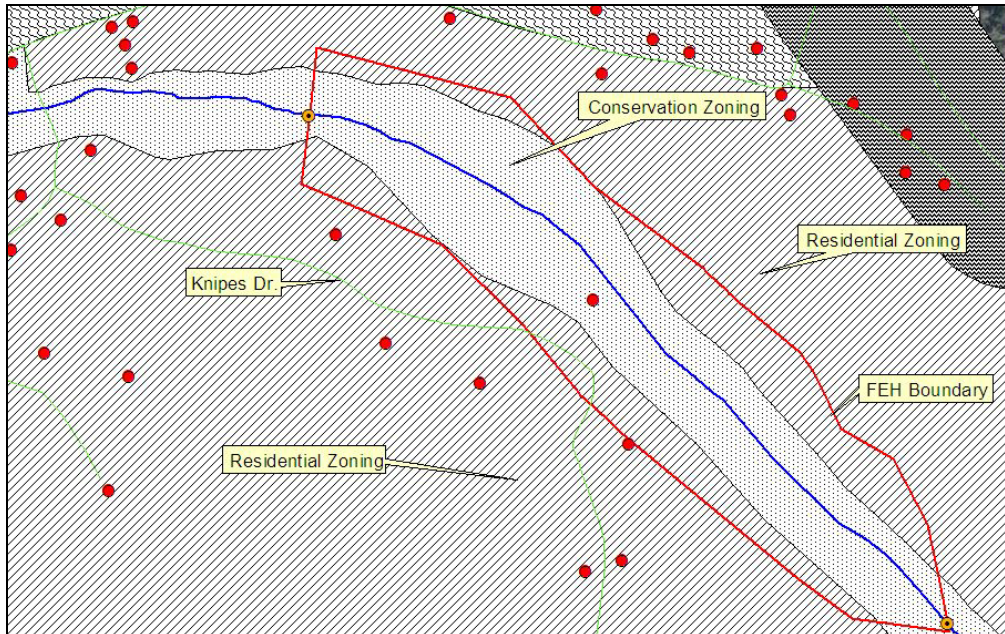 Conservation Zoning
Residential Zoning
Knipes Dr.
FEH Boundary
Residential Zoning